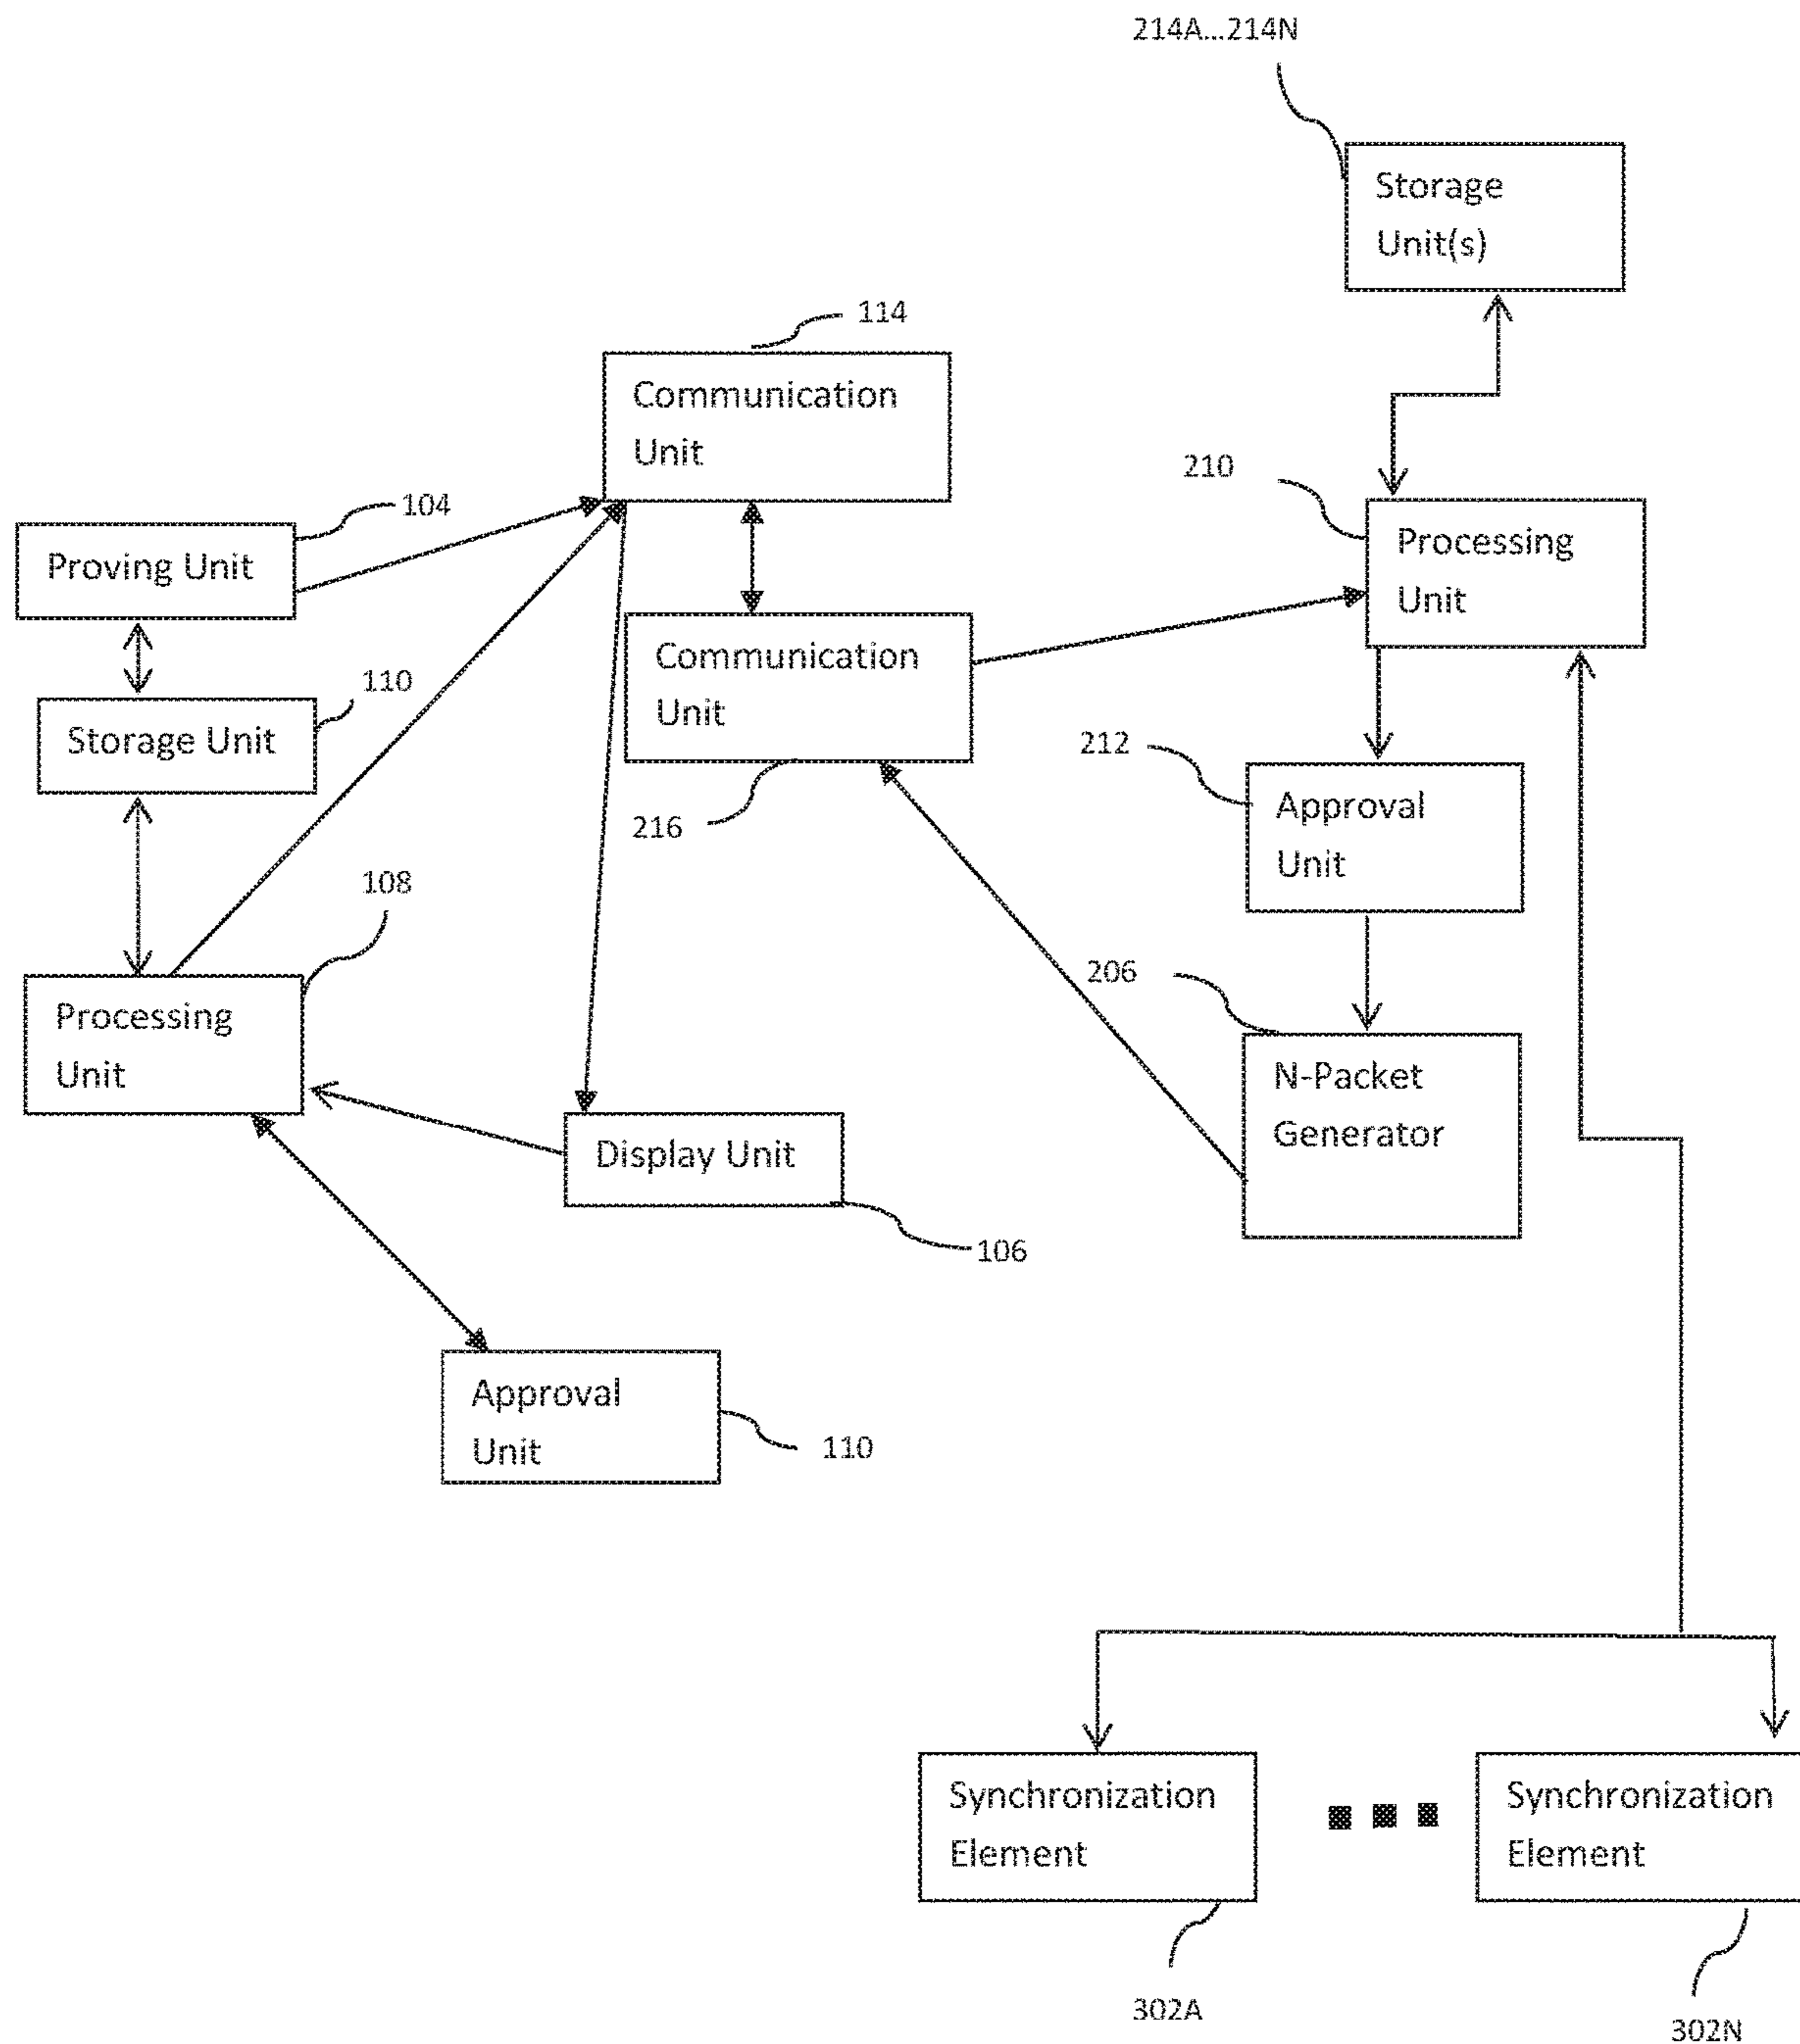 214A...214N
Storage
Unit(s)
114
Communication
Unit
210
Processing
Unit
104
Proving Unit
Communication
Unit
216
110
Storage Unit
212
Approval
Unit
108
Processing
Unit
206
N-Packet
Generator
Display Unit
106
Approval
Unit
110
Synchronization
Element
302A
Synchronization
Element
302N